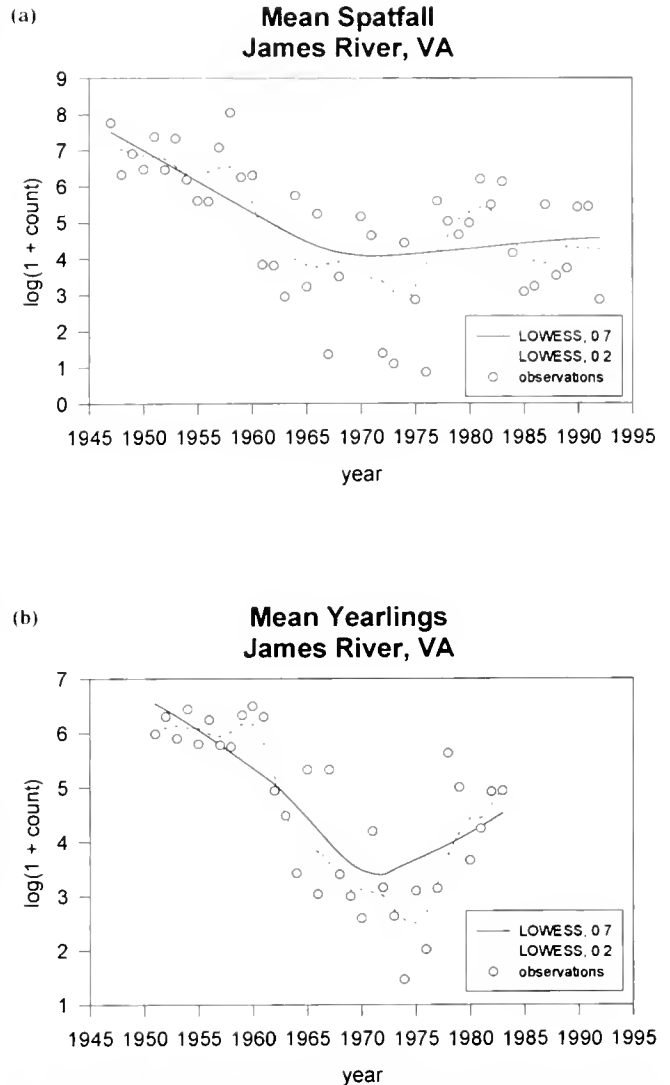 (a)
Mean Spatfall
James River, VA
9
8
7
6
5
4
3
2
1
0
log(1 + count)
LOWESS, 0 7
LOWESS, 0 2
observations
1945 1950 1955 1960 1965 1970 1975 1980 1985 1990 1995
year
(b)
Mean Yearlings
James River, VA
7
6
5
4
3
2
1
log(1 + count)
LOWESS, 0 7
LOWESS, 0 2
observations
1945 1950 1955 1960 1965 1970 1975 1980 1985 1990 1995
year